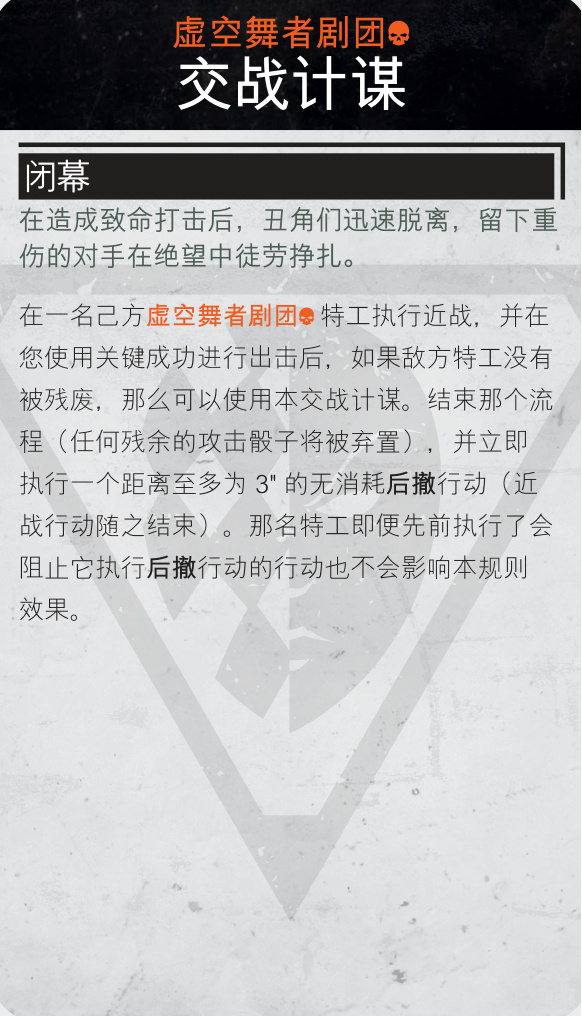 虚空舞者剧团
交战计谋
闭幕
在造成致命打击后，丑角们迅速脱离，留下重
伤的对手在绝望中徒劳挣扎。
在一名己方虚空舞者剧团特工执行近战，并在
您使用关键成功进行出击后，如果敌方特工没有
被残废，那么可以使用本交战计谋。结束那个流
程（任何残余的攻击骰子将被弃置），并立即
执行一个距离至多为 3" 的无消耗后撤行动（近
战行动随之结束）。那名特工即便先前执行了会
阻止它执行后撤行动的行动也不会影响本规则
效果。